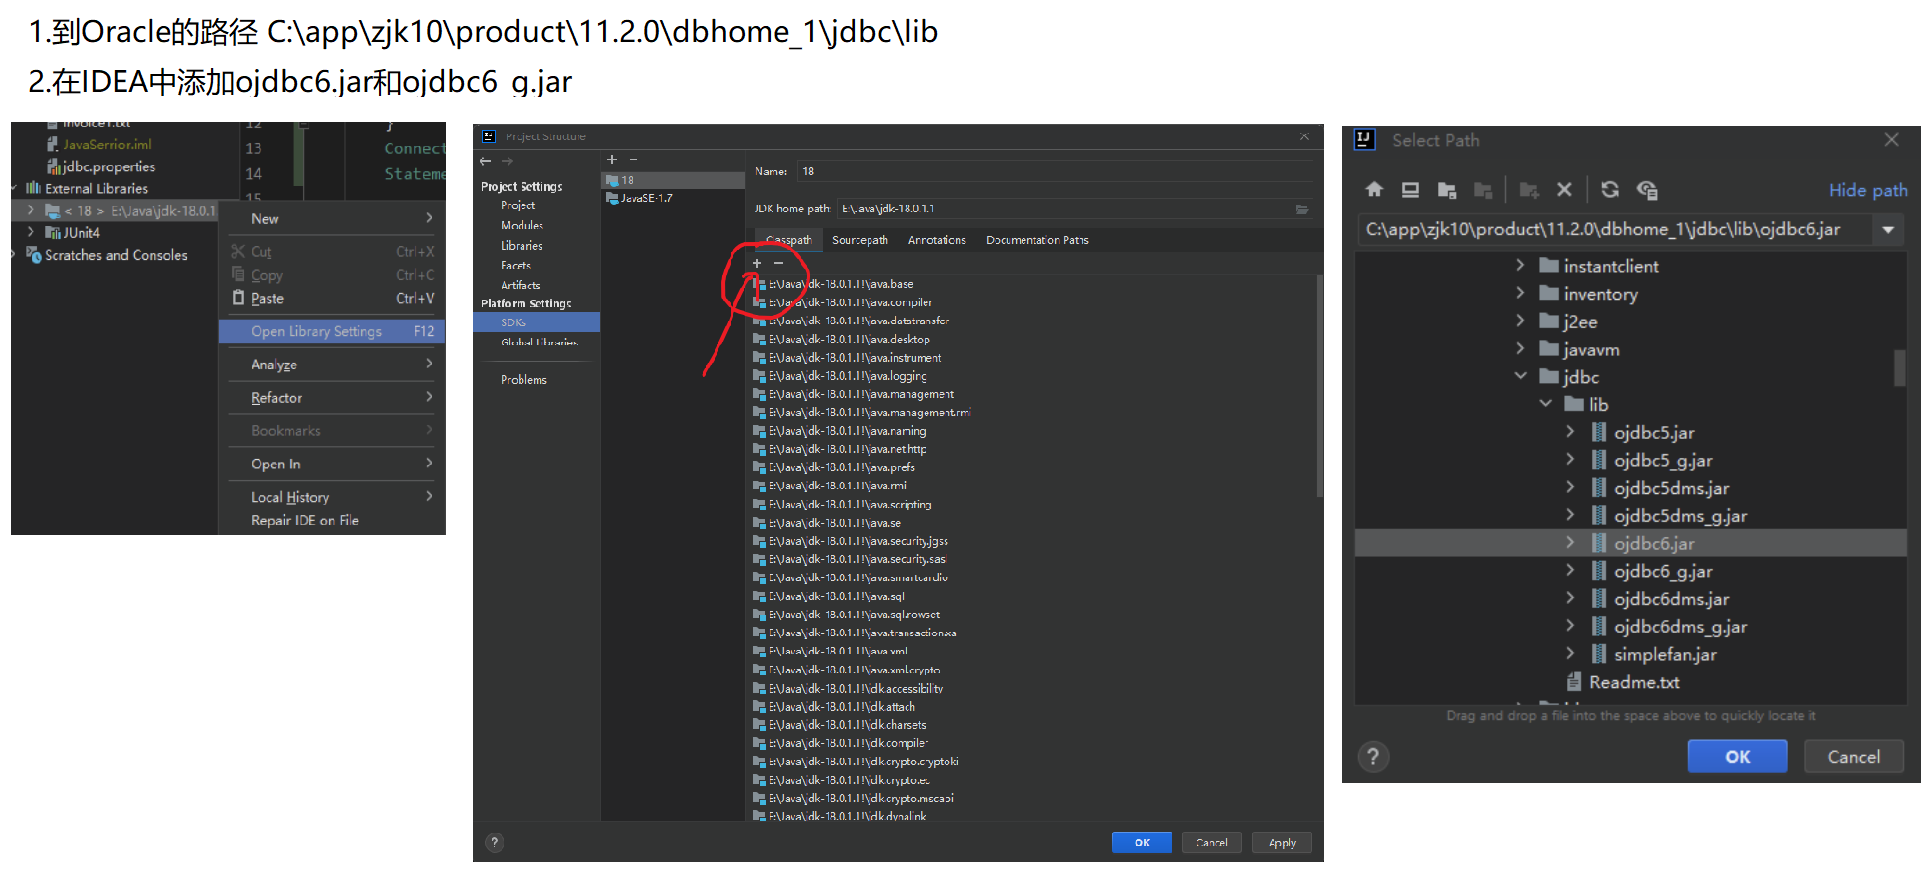 1.到Oracle的路径 C:\app\zjk10\product\11.2.0\dbhome_1\jdbc\lib
2.在IDEA中添加ojdbc6.jar和ojdbc6_g.jar
invoice1.txt
JavaSerrior.iml
jdbc.properties
External Libraries
< 18 > E:\Java\jdk-18.0.1
JUnit4
Scratches and Consoles
12 }
13 Connect
14 Stateme
15
New
Cut Ctrl+X
Copy Ctrl+C
Paste Ctrl+V
Open Library Settings F12
Analyze
Refactor
Bookmarks
Open In
Local History
Repair IDE on File
Project Structure
Project Settings
Project
Modules
Libraries
Facets
Artifacts
Platform Settings
SDKs
Global Libraries
Problems
18
JavaSE-1.7
Name: 18
JDK home path: E:\Java\jdk-18.0.1.1
Classpath Sourcepath Annotations Documentation Paths
E:\Java\jdk-18.0.1.1!\java.base
E:\Java\jdk-18.0.1.1!\java.compiler
E:\Java\jdk-18.0.1.1!\java.datatransfer
E:\Java\jdk-18.0.1.1!\java.desktop
E:\Java\jdk-18.0.1.1!\java.instrument
E:\Java\jdk-18.0.1.1!\java.logging
E:\Java\jdk-18.0.1.1!\java.management
E:\Java\jdk-18.0.1.1!\java.management.rmi
E:\Java\jdk-18.0.1.1!\java.naming
E:\Java\jdk-18.0.1.1!\java.net.http
E:\Java\jdk-18.0.1.1!\java.prefs
E:\Java\jdk-18.0.1.1!\java.rmi
E:\Java\jdk-18.0.1.1!\java.scripting
E:\Java\jdk-18.0.1.1!\java.se
E:\Java\jdk-18.0.1.1!\java.security.jgss
E:\Java\jdk-18.0.1.1!\java.security.sasl
E:\Java\jdk-18.0.1.1!\java.smartcardio
E:\Java\jdk-18.0.1.1!\java.sql
E:\Java\jdk-18.0.1.1!\java.sql.rowset
E:\Java\jdk-18.0.1.1!\java.transaction.xa
E:\Java\jdk-18.0.1.1!\java.xml
E:\Java\jdk-18.0.1.1!\java.xml.crypto
E:\Java\jdk-18.0.1.1!\jdk.accessibility
E:\Java\jdk-18.0.1.1!\jdk.attach
E:\Java\jdk-18.0.1.1!\jdk.charsets
E:\Java\jdk-18.0.1.1!\jdk.compiler
E:\Java\jdk-18.0.1.1!\jdk.crypto.cryptoki
E:\Java\jdk-18.0.1.1!\jdk.crypto.ec
E:\Java\jdk-18.0.1.1!\jdk.crypto.mscapi
E:\Java\jdk-18.0.1.1!\jdk.dynalink
? OK Cancel Apply
Select Path
Hide path
C:\app\zjk10\product\11.2.0\dbhome_1\jdbc\lib\ojdbc6.jar
instantclient
inventory
j2ee
javavm
jdbc
lib
ojdbc5.jar
ojdbc5_g.jar
ojdbc5dms.jar
ojdbc5dms_g.jar
ojdbc6.jar
ojdbc6_g.jar
ojdbc6dms.jar
ojdbc6dms_g.jar
simplefan.jar
Readme.txt
Drag and drop a file into the space above to quickly locate it
? OK Cancel